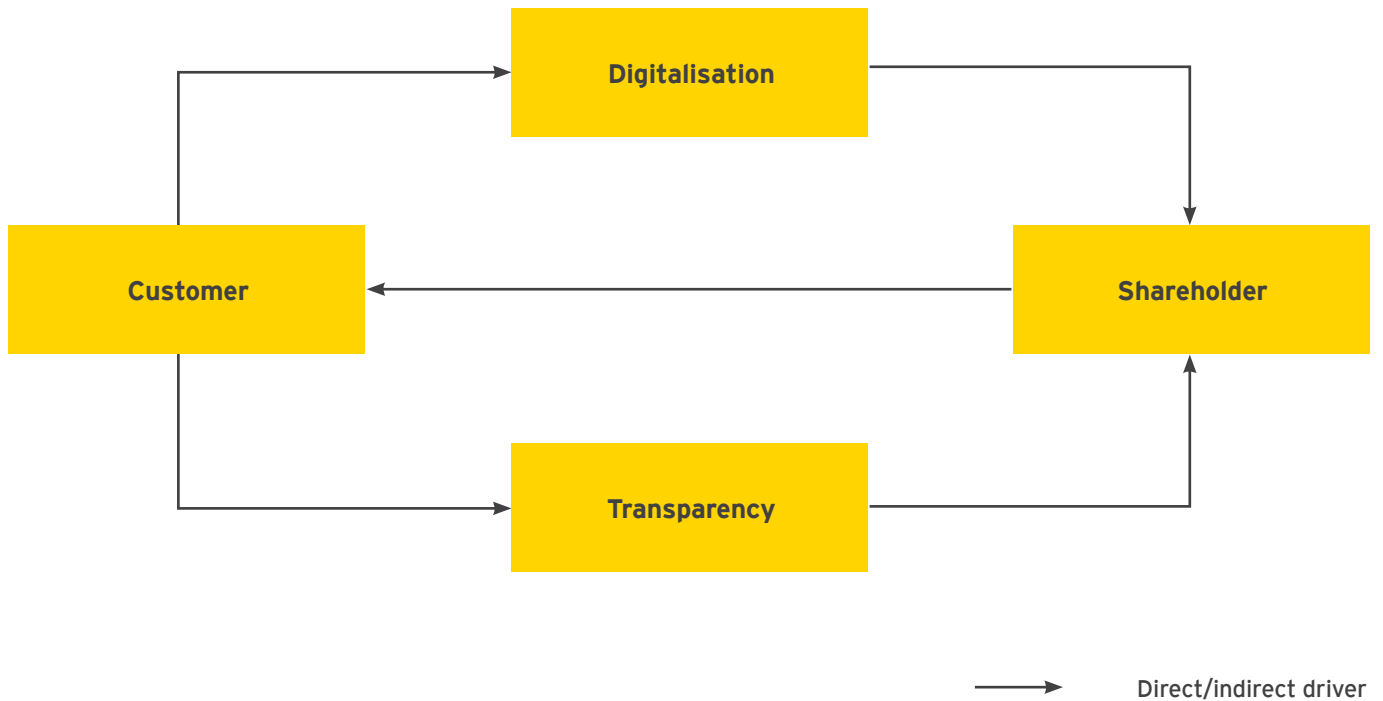 Digitalisation
Customer
Shareholder
Transparency
Direct/indirect driver